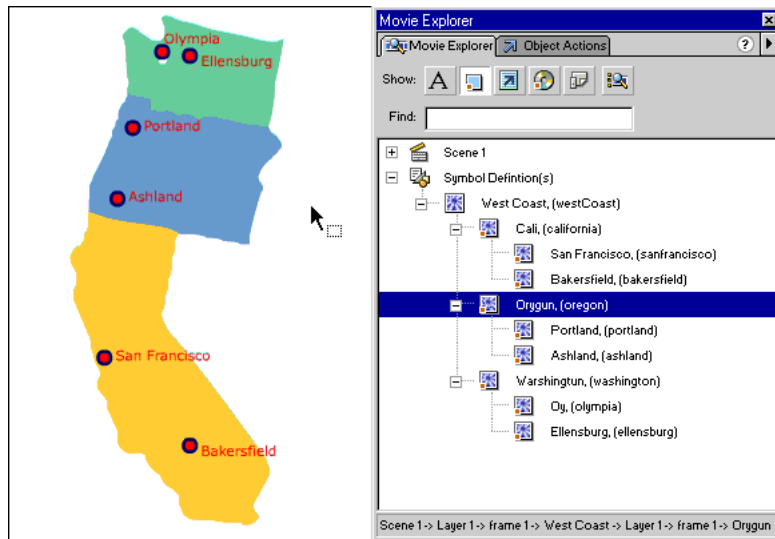 Olympia
Ellensburg
Portland
Ashland
San Francisco
Bakersfield
Movie Explorer
Movie Explorer Object Actions ?
Show: A
Find:
Scene 1
Symbol Defintion(s)
West Coast, (westCoast)
Cali, (california)
San Francisco, (sanfrancisco)
Bakersfield, (bakersfield)
Orygun, (oregon)
Portland, (portland)
Ashland, (ashland)
Warshingtun, (washington)
Oy, (olympia)
Ellensburg, (ellensburg)
Scene 1-> Layer 1-> frame 1-> West Coast-> Layer 1-> frame 1-> Orygun